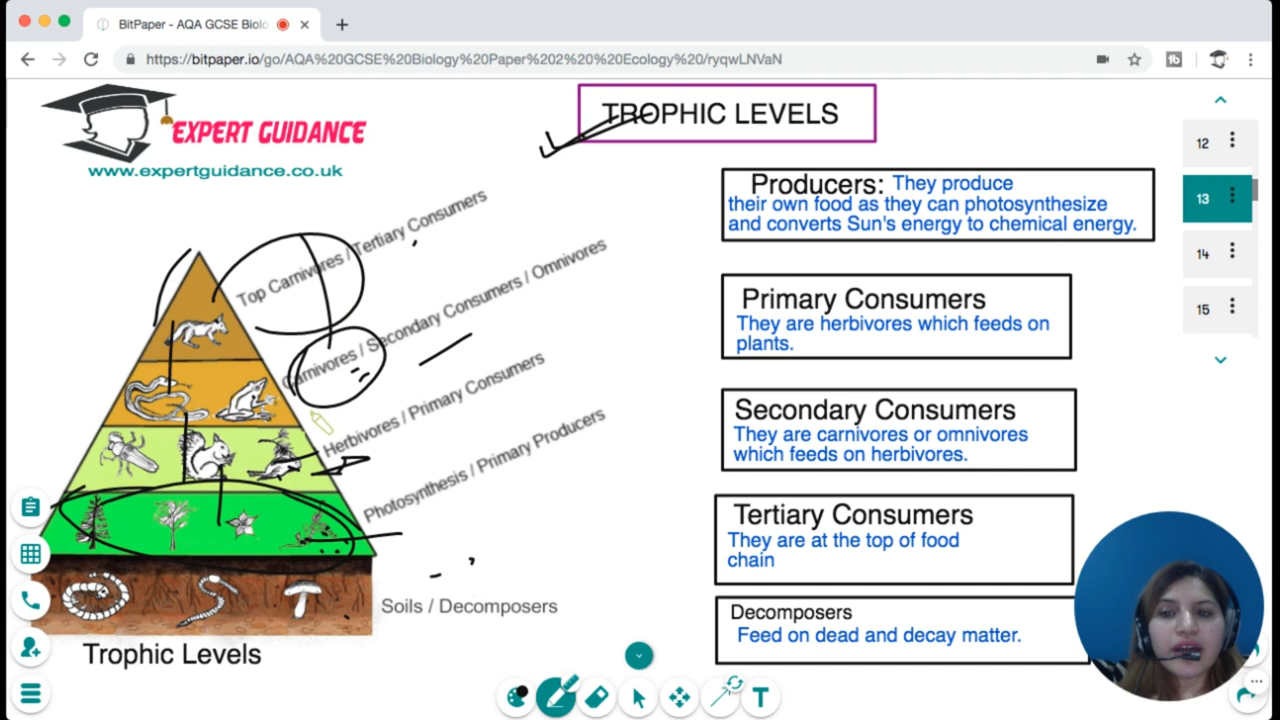 BitPaper - AQA GCSE Biolo
https://bitpaper.io/go/AQA%20GCSE%20Biology%20Paper%202%20%20Ecology%20/ryqwLNVaN
EXPERT GUIDANCE
www.expertguidance.co.uk
TROPHIC LEVELS
12
13
14
15
Top Carnivores / Tertiary Consumers
Carnivores / Secondary Consumers / Omnivores
Herbivores / Primary Consumers
Photosynthesis / Primary Producers
Soils / Decomposers
Trophic Levels
Producers: They produce
their own food as they can photosynthesize
and converts Sun's energy to chemical energy.
Primary Consumers
They are herbivores which feeds on
plants.
Secondary Consumers
They are carnivores or omnivores
which feeds on herbivores.
Tertiary Consumers
They are at the top of food
chain
Decomposers
Feed on dead and decay matter.
T